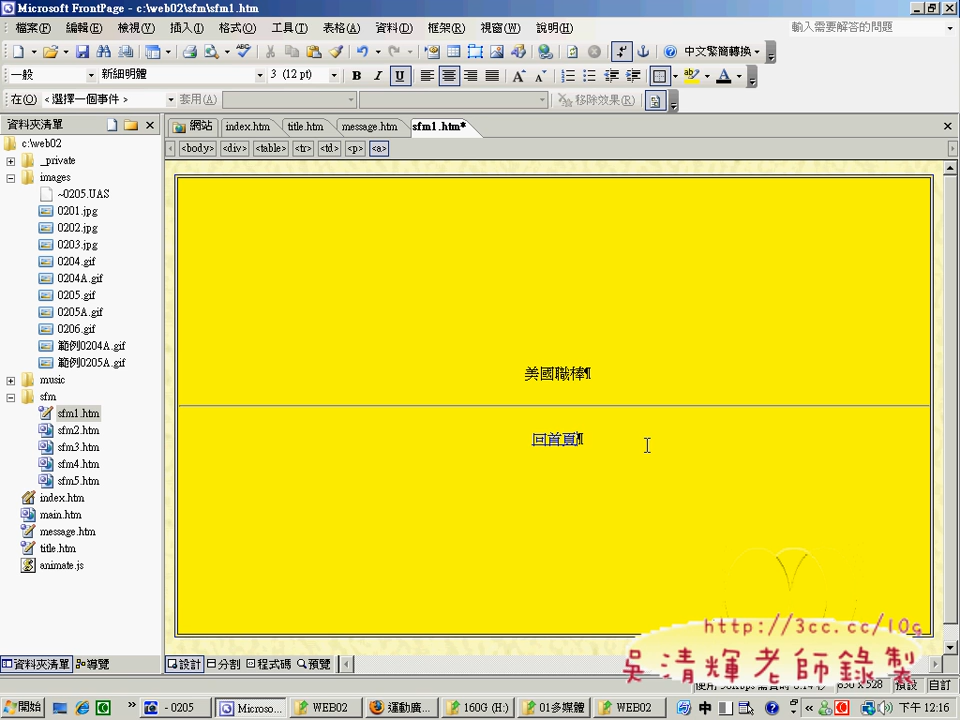 Microsoft FrontPage - c:\web02\sfm\sfm1.htm
檔案(F) 編輯(E) 檢視(V) 插入(I) 格式(O) 工具(T) 表格(A) 資料(D) 框架(R) 視窗(W) 說明(H) 輸入需要解答的問題
中文繁簡轉換
一般 新細明體 3 (12 pt) B I U A A A
在(O) <選擇一個事件> 套用(A) 移除效果(R)
資料夾清單 網站 index.htm title.htm message.htm sfm1.htm*
c:\web02 <body> <div> <table> <tr> <td> <p> <a>
_private
images
~0205.UAS
0201.jpg
0202.jpg
0203.jpg
0204.gif
0204A.gif
0205.gif
0205A.gif
0206.gif
範例0204A.gif
範例0205A.gif
music
sfm
sfm1.htm
sfm2.htm
sfm3.htm
sfm4.htm
sfm5.htm
index.htm
main.htm
message.htm
title.htm
animate.js
美國職棒
回首頁
http://3cc.cc/10g
吳清輝老師錄製
資料夾清單 導覽 設計 分割 程式碼 預覽
預設 自訂
開始 - 0205 Microso... WEB02 運動廣... 160G (H:) 01多媒體 WEB02 中 下午 12:16